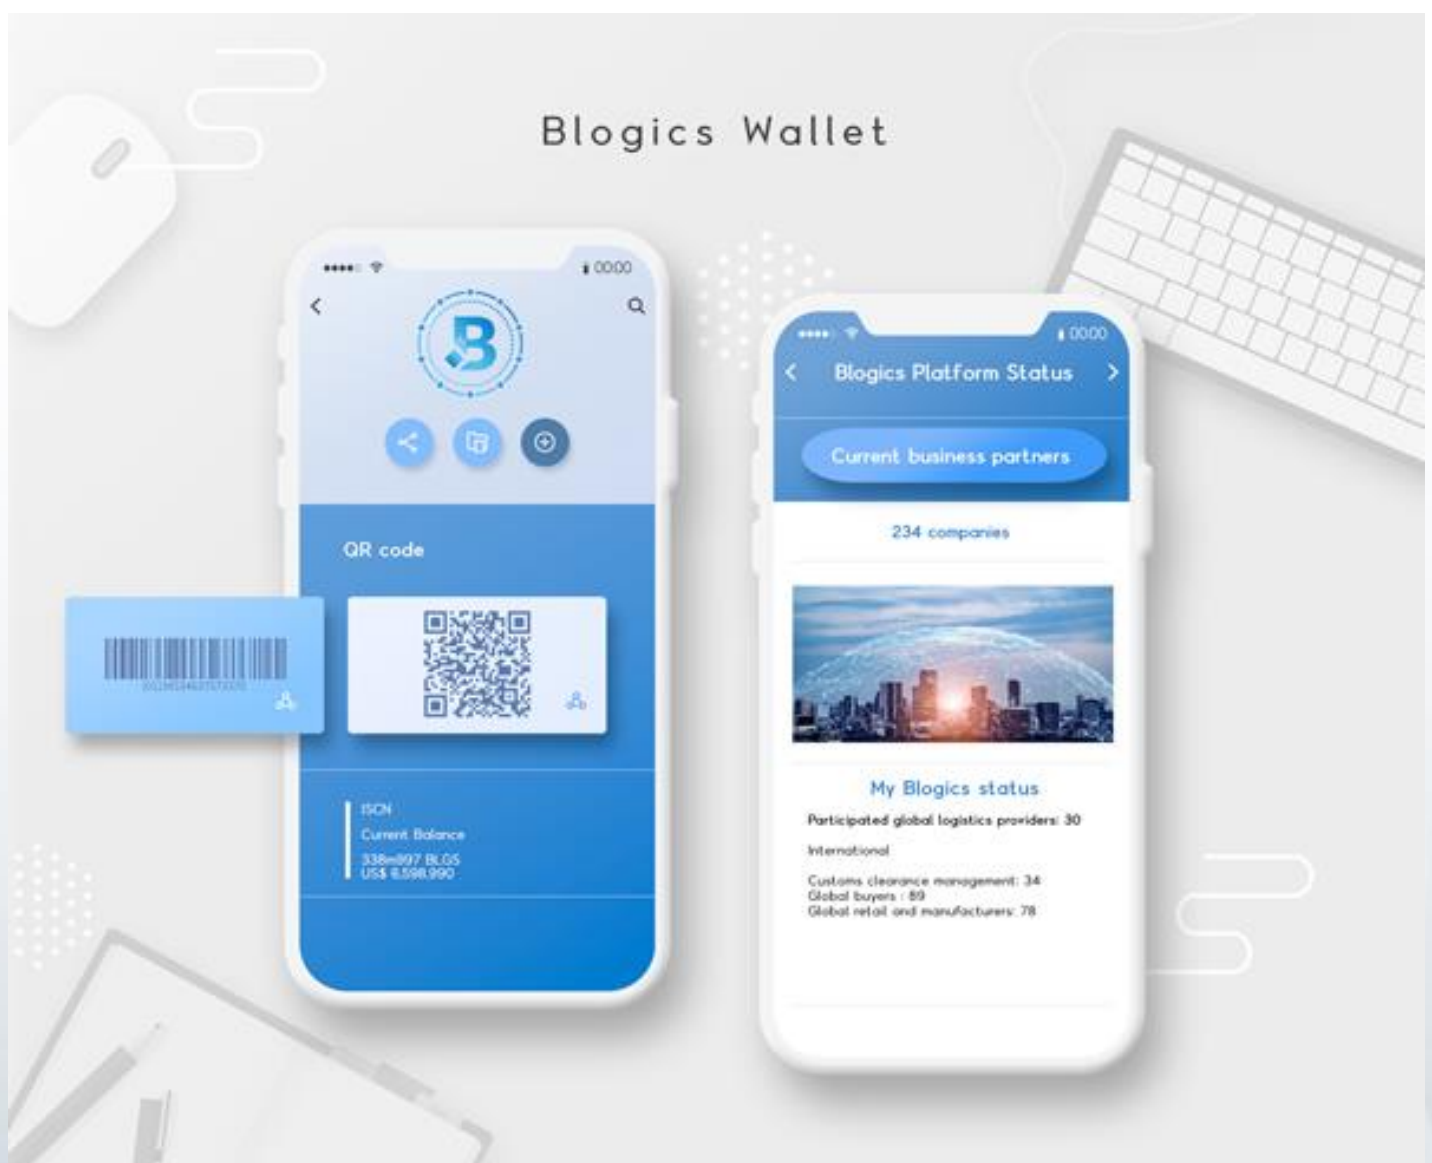 Blogics Wallet
00:00
B
QR code
ISCN
Current Balance
338m997 BLGS
US$ 6,598.990
00:00
Blogics Platform Status
Current business partners
234 companies
My Blogics status
Participated global logistics providers: 30
International
Customs clearance management: 34
Global buyers : 89
Global retail and manufacturers: 78